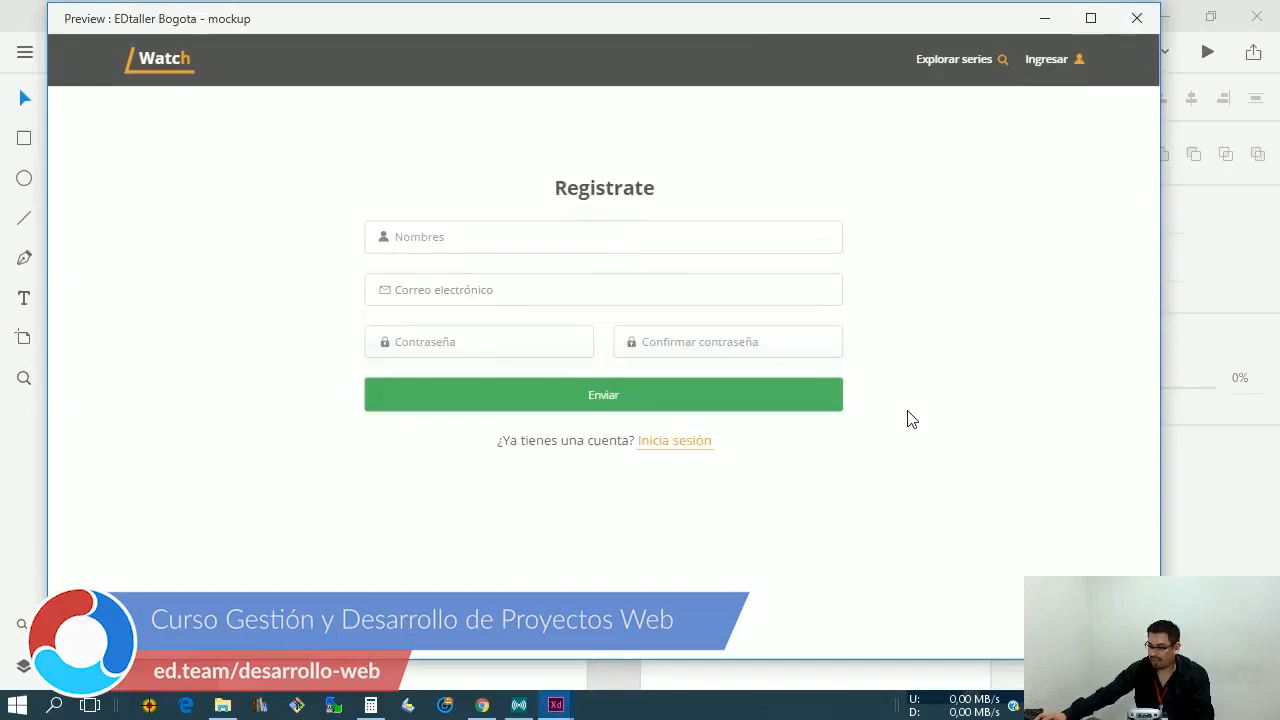 Preview : EDtaller Bogota - mockup
Watch
Explorar series
Ingresar
Registrate
Nombres
Correo electrónico
Contraseña
Confirmar contraseña
Enviar
¿Ya tienes una cuenta? Inicia sesión
T
0%
Curso Gestión y Desarrollo de Proyectos Web
ed.team/desarrollo-web
Xd
U: 0,00 MB/s
D: 0,00 MB/s